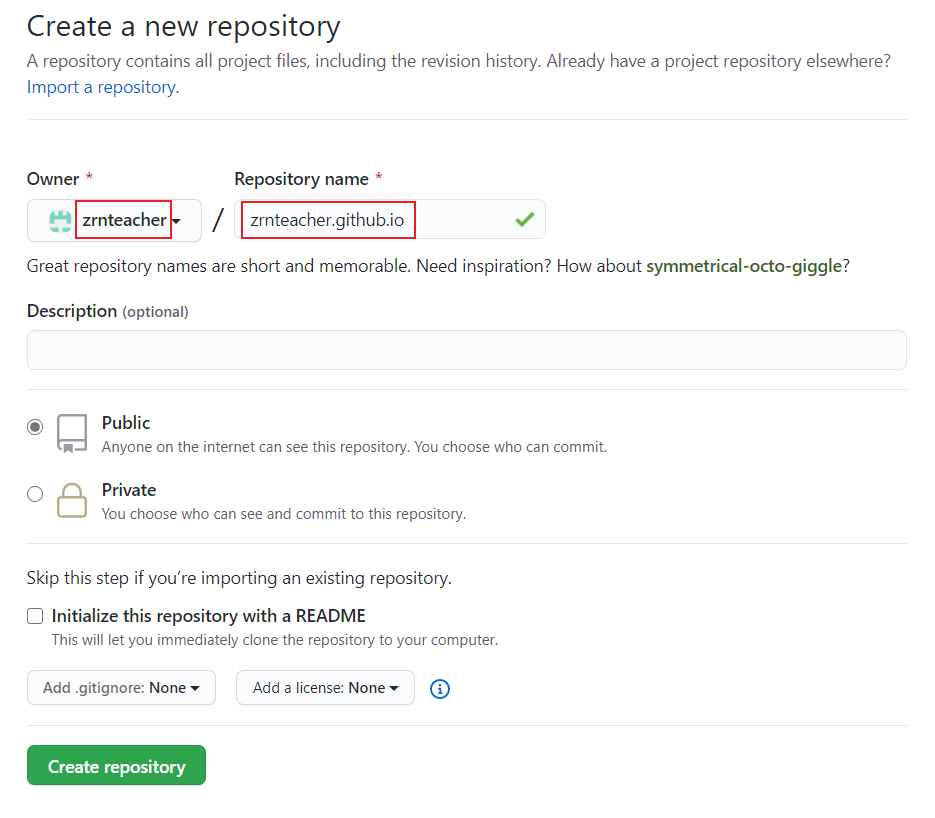 Create a new repository
A repository contains all project files, including the revision history. Already have a project repository elsewhere?
Import a repository.
Owner * Repository name *
zrnteacher / zrnteacher.github.io
Great repository names are short and memorable. Need inspiration? How about symmetrical-octo-giggle?
Description (optional)
Public
Anyone on the internet can see this repository. You choose who can commit.
Private
You choose who can see and commit to this repository.
Skip this step if you’re importing an existing repository.
Initialize this repository with a README
This will let you immediately clone the repository to your computer.
Add .gitignore: None Add a license: None
Create repository